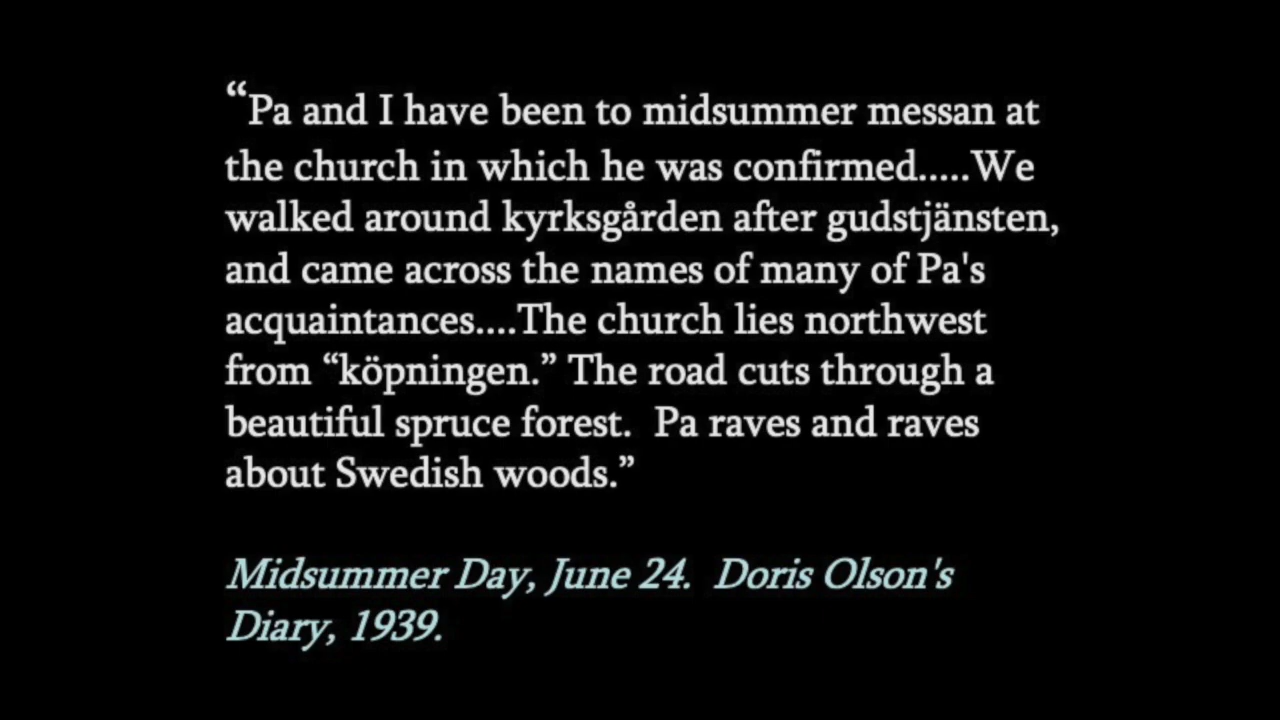 “Pa and I have been to midsummer messan at
the church in which he was confirmed.....We
walked around kyrksgården after gudstjänsten,
and came across the names of many of Pa's
acquaintances....The church lies northwest
from “köpningen.” The road cuts through a
beautiful spruce forest.  Pa raves and raves
about Swedish woods.”
Midsummer Day, June 24.  Doris Olson's
Diary, 1939.